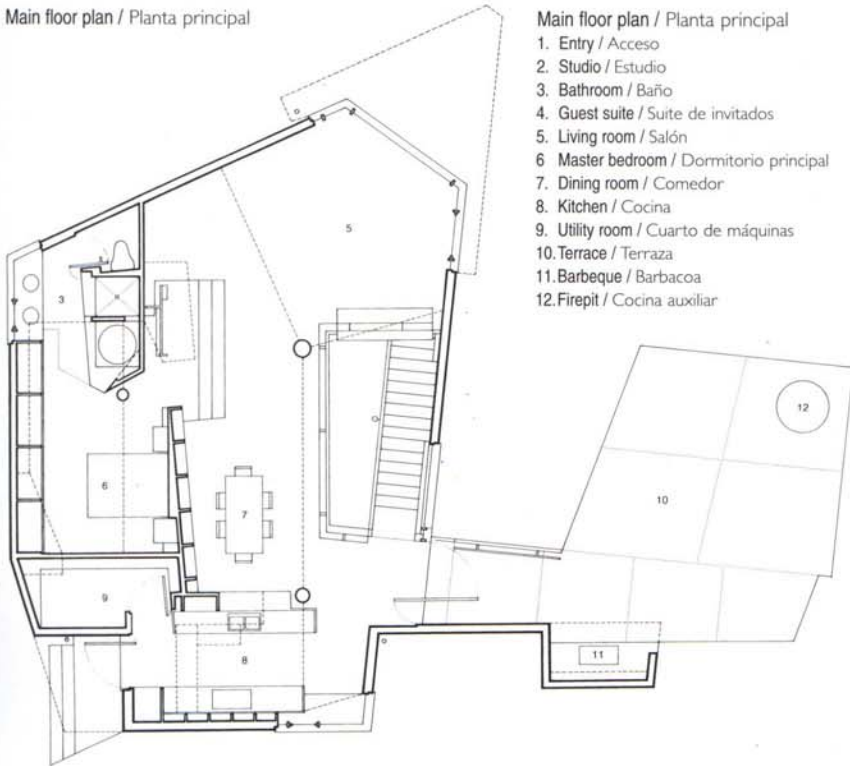 Main floor plan / Planta principal
Main floor plan / Planta principal
1. Entry / Acceso
2. Studio / Estudio
3. Bathroom / Baño
4. Guest suite / Suite de invitados
5. Living room / Salón
6 Master bedroom / Dormitorio principal
7. Dining room / Comedor
8. Kitchen / Cocina
9. Utility room / Cuarto de máquinas
10. Terrace / Terraza
11. Barbeque / Barbacoa
12. Firepit / Cocina auxiliar
5
3
12
6
7
10
9
8
11